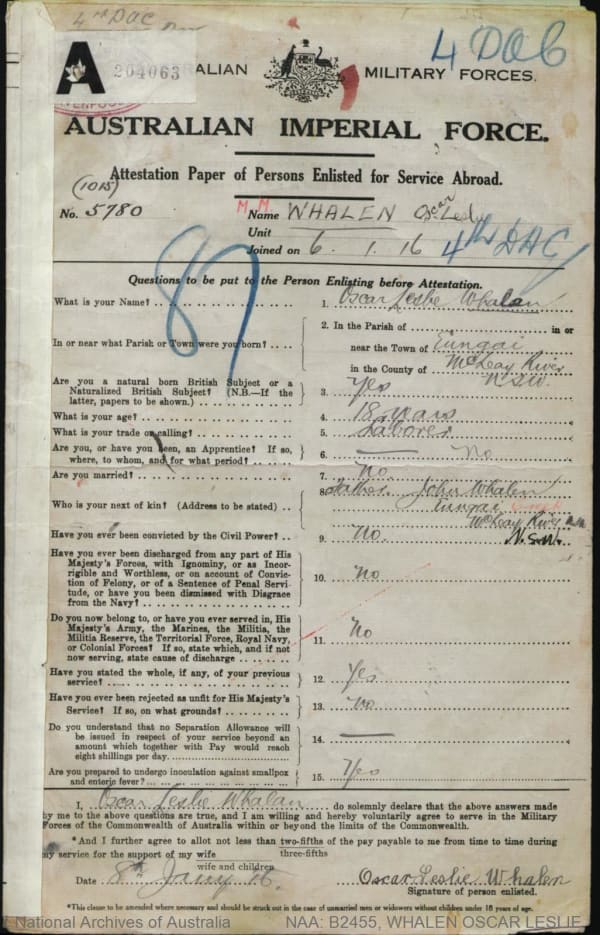 4th DAC
4 DAC
A
204063
ALIAN MILITARY FORCES.
AUSTRALIAN IMPERIAL FORCE.
Attestation Paper of Persons Enlisted for Service Abroad.
(1015)
No. 5780 M.M. Name WHALEN Oscar Leslie
Unit
Joined on 6. 1. 16 4th DAC
87
Questions to be put to the Person Enlisting before Attestation.
What is your Name? 1. Oscar Leslie Whalan
In or near what Parish or Town were you born? 2. In the Parish of in or
near the Town of Eungai
in the County of McLeay River
N.S.W.
Are you a natural born British Subject or a
Naturalized British Subject? (N.B.—If the
latter, papers to be shown.) 3. Yes
What is your age? 4. 18 years
What is your trade or calling? 5. Laborer
Are you, or have you been, an Apprentice? If so,
where, to whom, and for what period? 6. — No
Are you married? 7. No
Who is your next of kin? (Address to be stated) 8. Father John Whalen
Eungai
McLeay River
N.S.W.
Have you ever been convicted by the Civil Power? 9. No
Have you ever been discharged from any part of His
Majesty's Forces, with Ignominy, or as Incor-
rigible and Worthless, or on account of Convic-
tion of Felony, or of a Sentence of Penal Servi-
tude, or have you been dismissed with Disgrace
from the Navy? 10. No
Do you now belong to, or have you ever served in, His
Majesty's Army, the Marines, the Militia, the
Militia Reserve, the Territorial Force, Royal Navy,
or Colonial Forces? If so, state which, and if not
now serving, state cause of discharge 11. No
Have you stated the whole, if any, of your previous
service? 12. Yes
Have you ever been rejected as unfit for His Majesty's
Service? If so, on what grounds? 13. No
Do you understand that no Separation Allowance will
be issued in respect of your service beyond an
amount which together with Pay would reach
eight shillings per day. 14. —
Are you prepared to undergo inoculation against smallpox
and enteric fever? 15. Yes
I, Oscar Leslie Whalan do solemnly declare that the above answers made
by me to the above questions are true, and I am willing and hereby voluntarily agree to serve in the Military
Forces of the Commonwealth of Australia within or beyond the limits of the Commonwealth.
*And I further agree to allot not less than two-fifths of the pay payable to me from time to time during
three-fifths
my service for the support of my wife
wife and children
Date 8th Jany 16. Oscar Leslie Whalen
Signature of person enlisted.
*This clause to be amended where necessary and should be struck out in the case of unmarried men or widowers without children under 18 years of age.
National Archives of Australia NAA: B2455, WHALEN OSCAR LESLIE